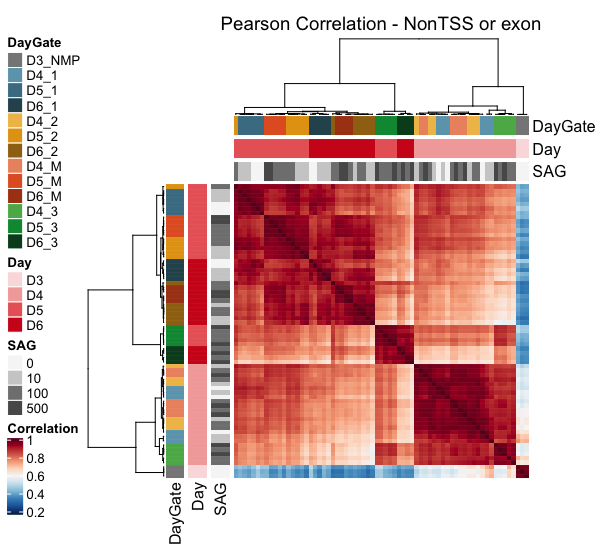 Pearson Correlation - NonTSS or exon
DayGate
D3_NMP
D4_1
D5_1
D6_1
D4_2
D5_2
D6_2
D4_M
D5_M
D6_M
D4_3
D5_3
D6_3
Day
D3
D4
D5
D6
SAG
0
10
100
500
Correlation
1
0.8
0.6
0.4
0.2
DayGate
Day
SAG
DayGate
Day
SAG